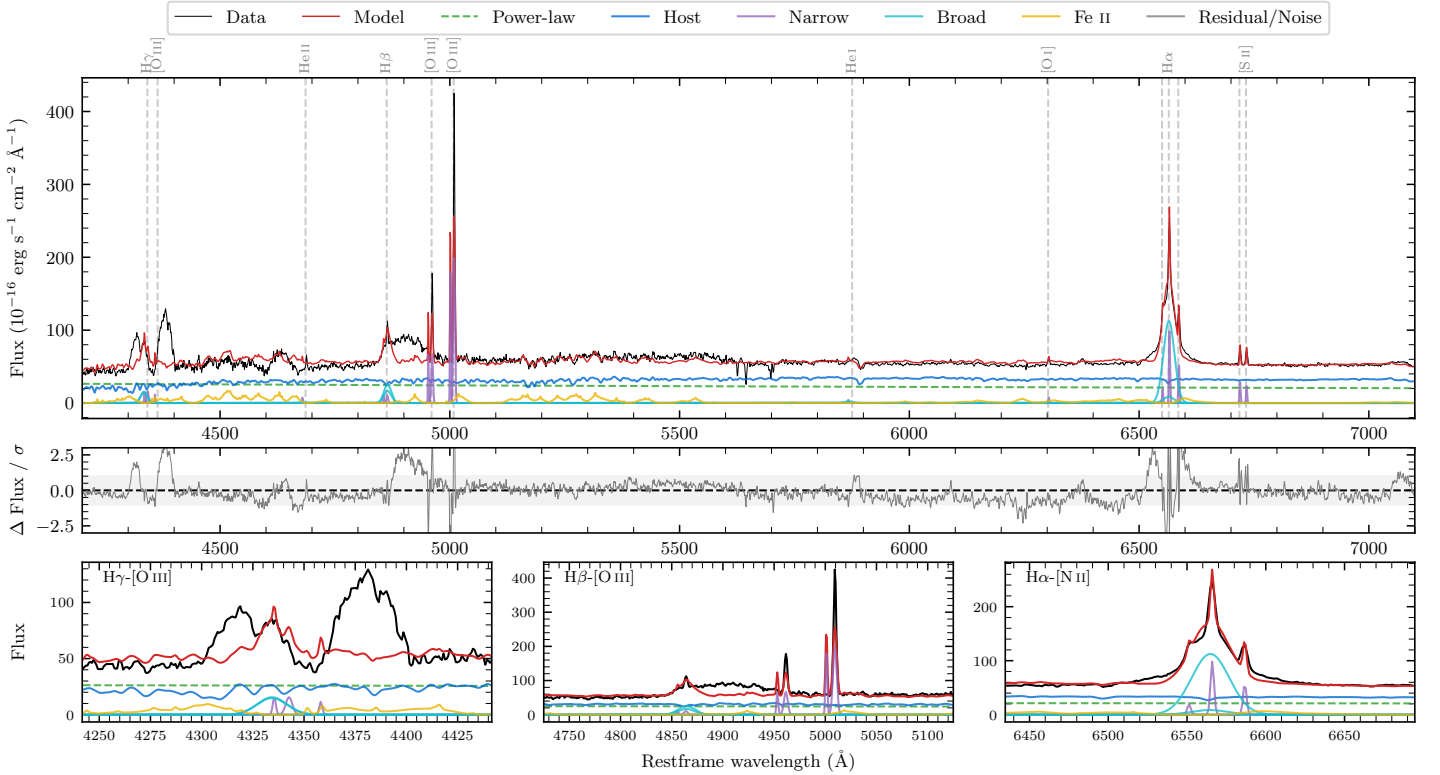 Data Model Power-law Host Narrow Broad Fe II Residual/Noise
Hγ [O III] He II Hβ [O III] [O III] He I [O I] Hα [S II]
Flux (10−16 erg s−1 cm−2 Å−1)
400
300
200
100
0
4500 5000 5500 6000 6500 7000
Δ Flux / σ
2.5
0.0
−2.5
4500 5000 5500 6000 6500 7000
Flux
Hγ-[O III]
100
50
0
4250 4275 4300 4325 4350 4375 4400 4425
Hβ-[O III]
400
300
200
100
0
4750 4800 4850 4900 4950 5000 5050 5100
Hα-[N II]
200
100
0
6450 6500 6550 6600 6650
Restframe wavelength (Å)